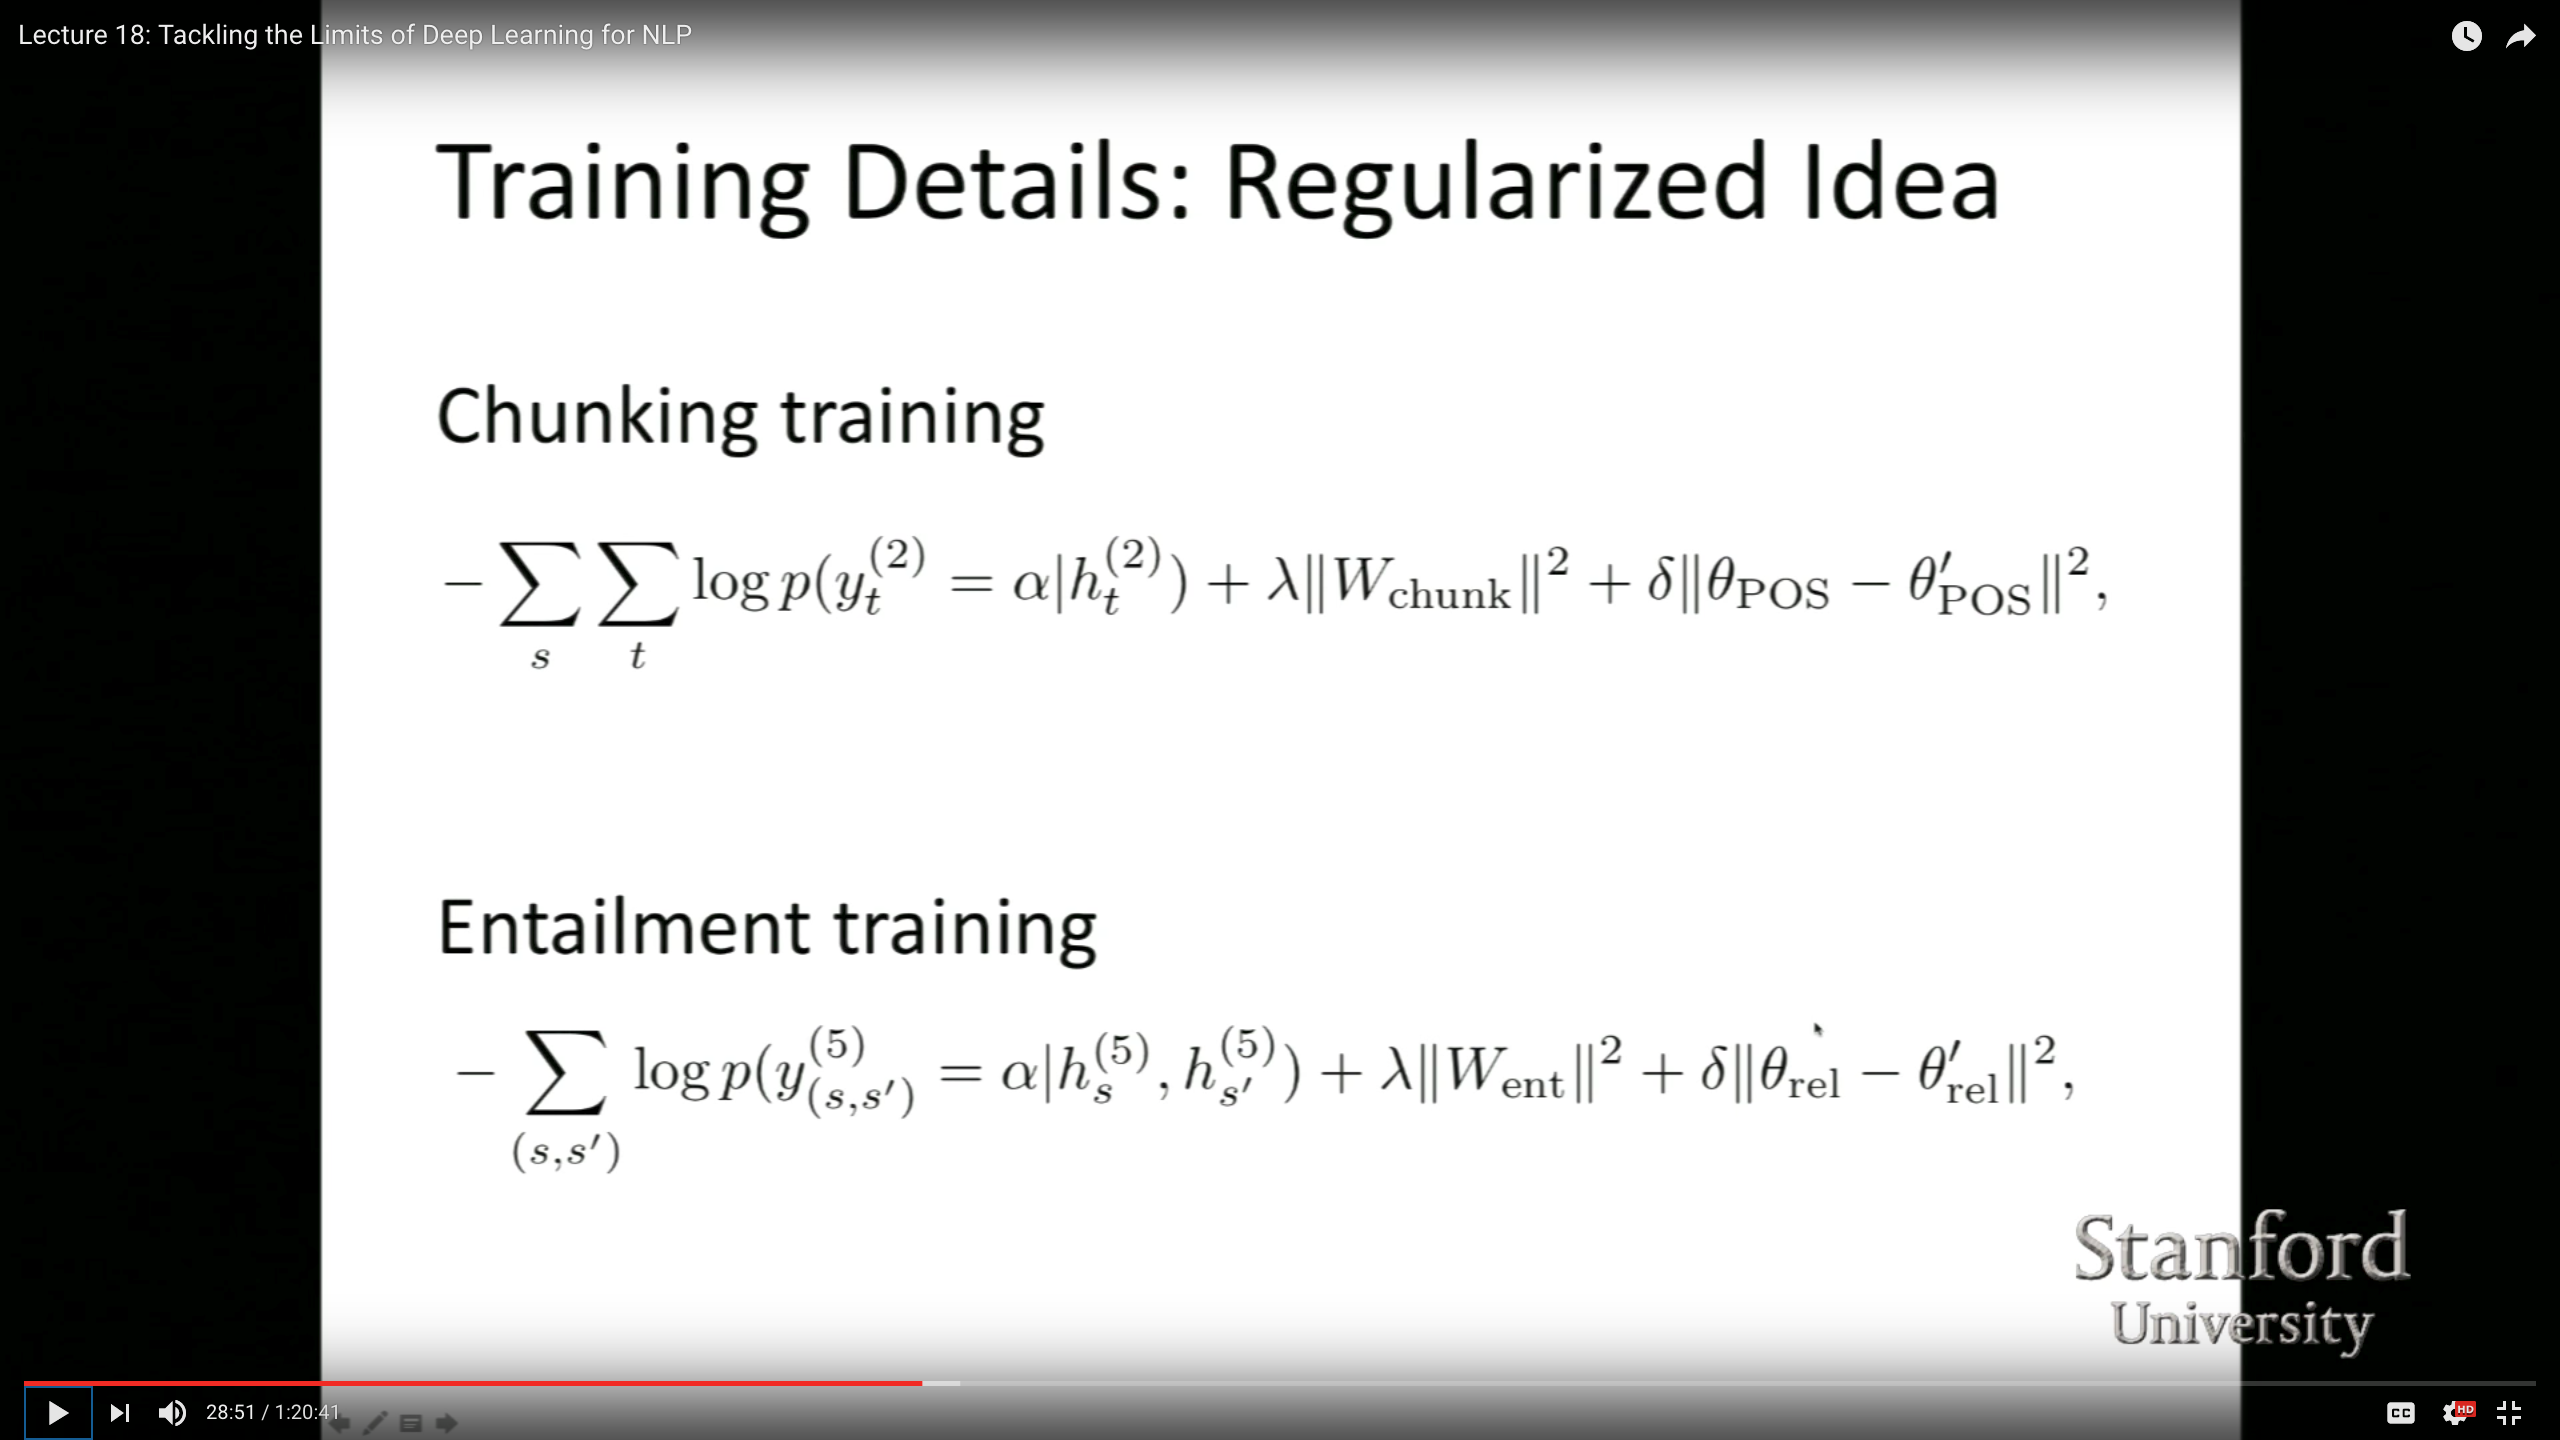 Lecture 18: Tackling the Limits of Deep Learning for NLP
Training Details: Regularized Idea
Chunking training
$-\sum_{s}\sum_{t} \log p(y_t^{(2)} = \alpha | h_t^{(2)}) + \lambda \|W_{\text{chunk}}\|^2 + \delta \|\theta_{\text{POS}} - \theta'_{\text{POS}}\|^2,$
Entailment training
$-\sum_{(s,s')} \log p(y_{(s,s')}^{(5)} = \alpha | h_s^{(5)}, h_{s'}^{(5)}) + \lambda \|W_{\text{ent}}\|^2 + \delta \|\theta_{\text{rel}} - \theta'_{\text{rel}}\|^2,$
Stanford
University
28:51 / 1:20:41
CC
HD